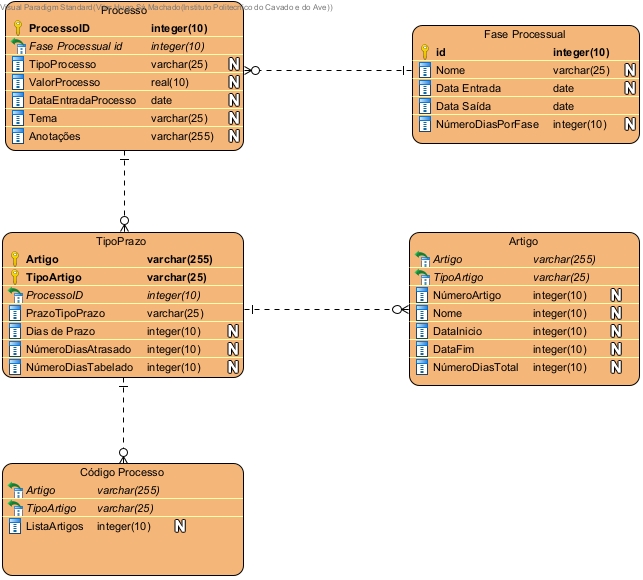 Visual Paradigm Standard(Vitor Hugo Sá Machado(Instituto Politécnico do Cavado e do Ave))
Processo
ProcessoID integer(10)
Fase Processual id integer(10)
TipoProcesso varchar(25) N
ValorProcesso real(10) N
DataEntradaProcesso date N
Tema varchar(25) N
Anotações varchar(255) N
Fase Processual
id integer(10)
Nome varchar(25) N
Data Entrada date N
Data Saída date
NúmeroDiasPorFase integer(10) N
TipoPrazo
Artigo varchar(255)
TipoArtigo varchar(25)
ProcessoID integer(10)
PrazoTipoPrazo varchar(25)
Dias de Prazo integer(10) N
NúmeroDiasAtrasado integer(10) N
NúmeroDiasTabelado integer(10) N
Artigo
Artigo varchar(255)
TipoArtigo varchar(25)
NúmeroArtigo integer(10) N
Nome integer(10) N
DataInicio integer(10) N
DataFim integer(10) N
NúmeroDiasTotal integer(10) N
Código Processo
Artigo varchar(255)
TipoArtigo varchar(25)
ListaArtigos integer(10) N